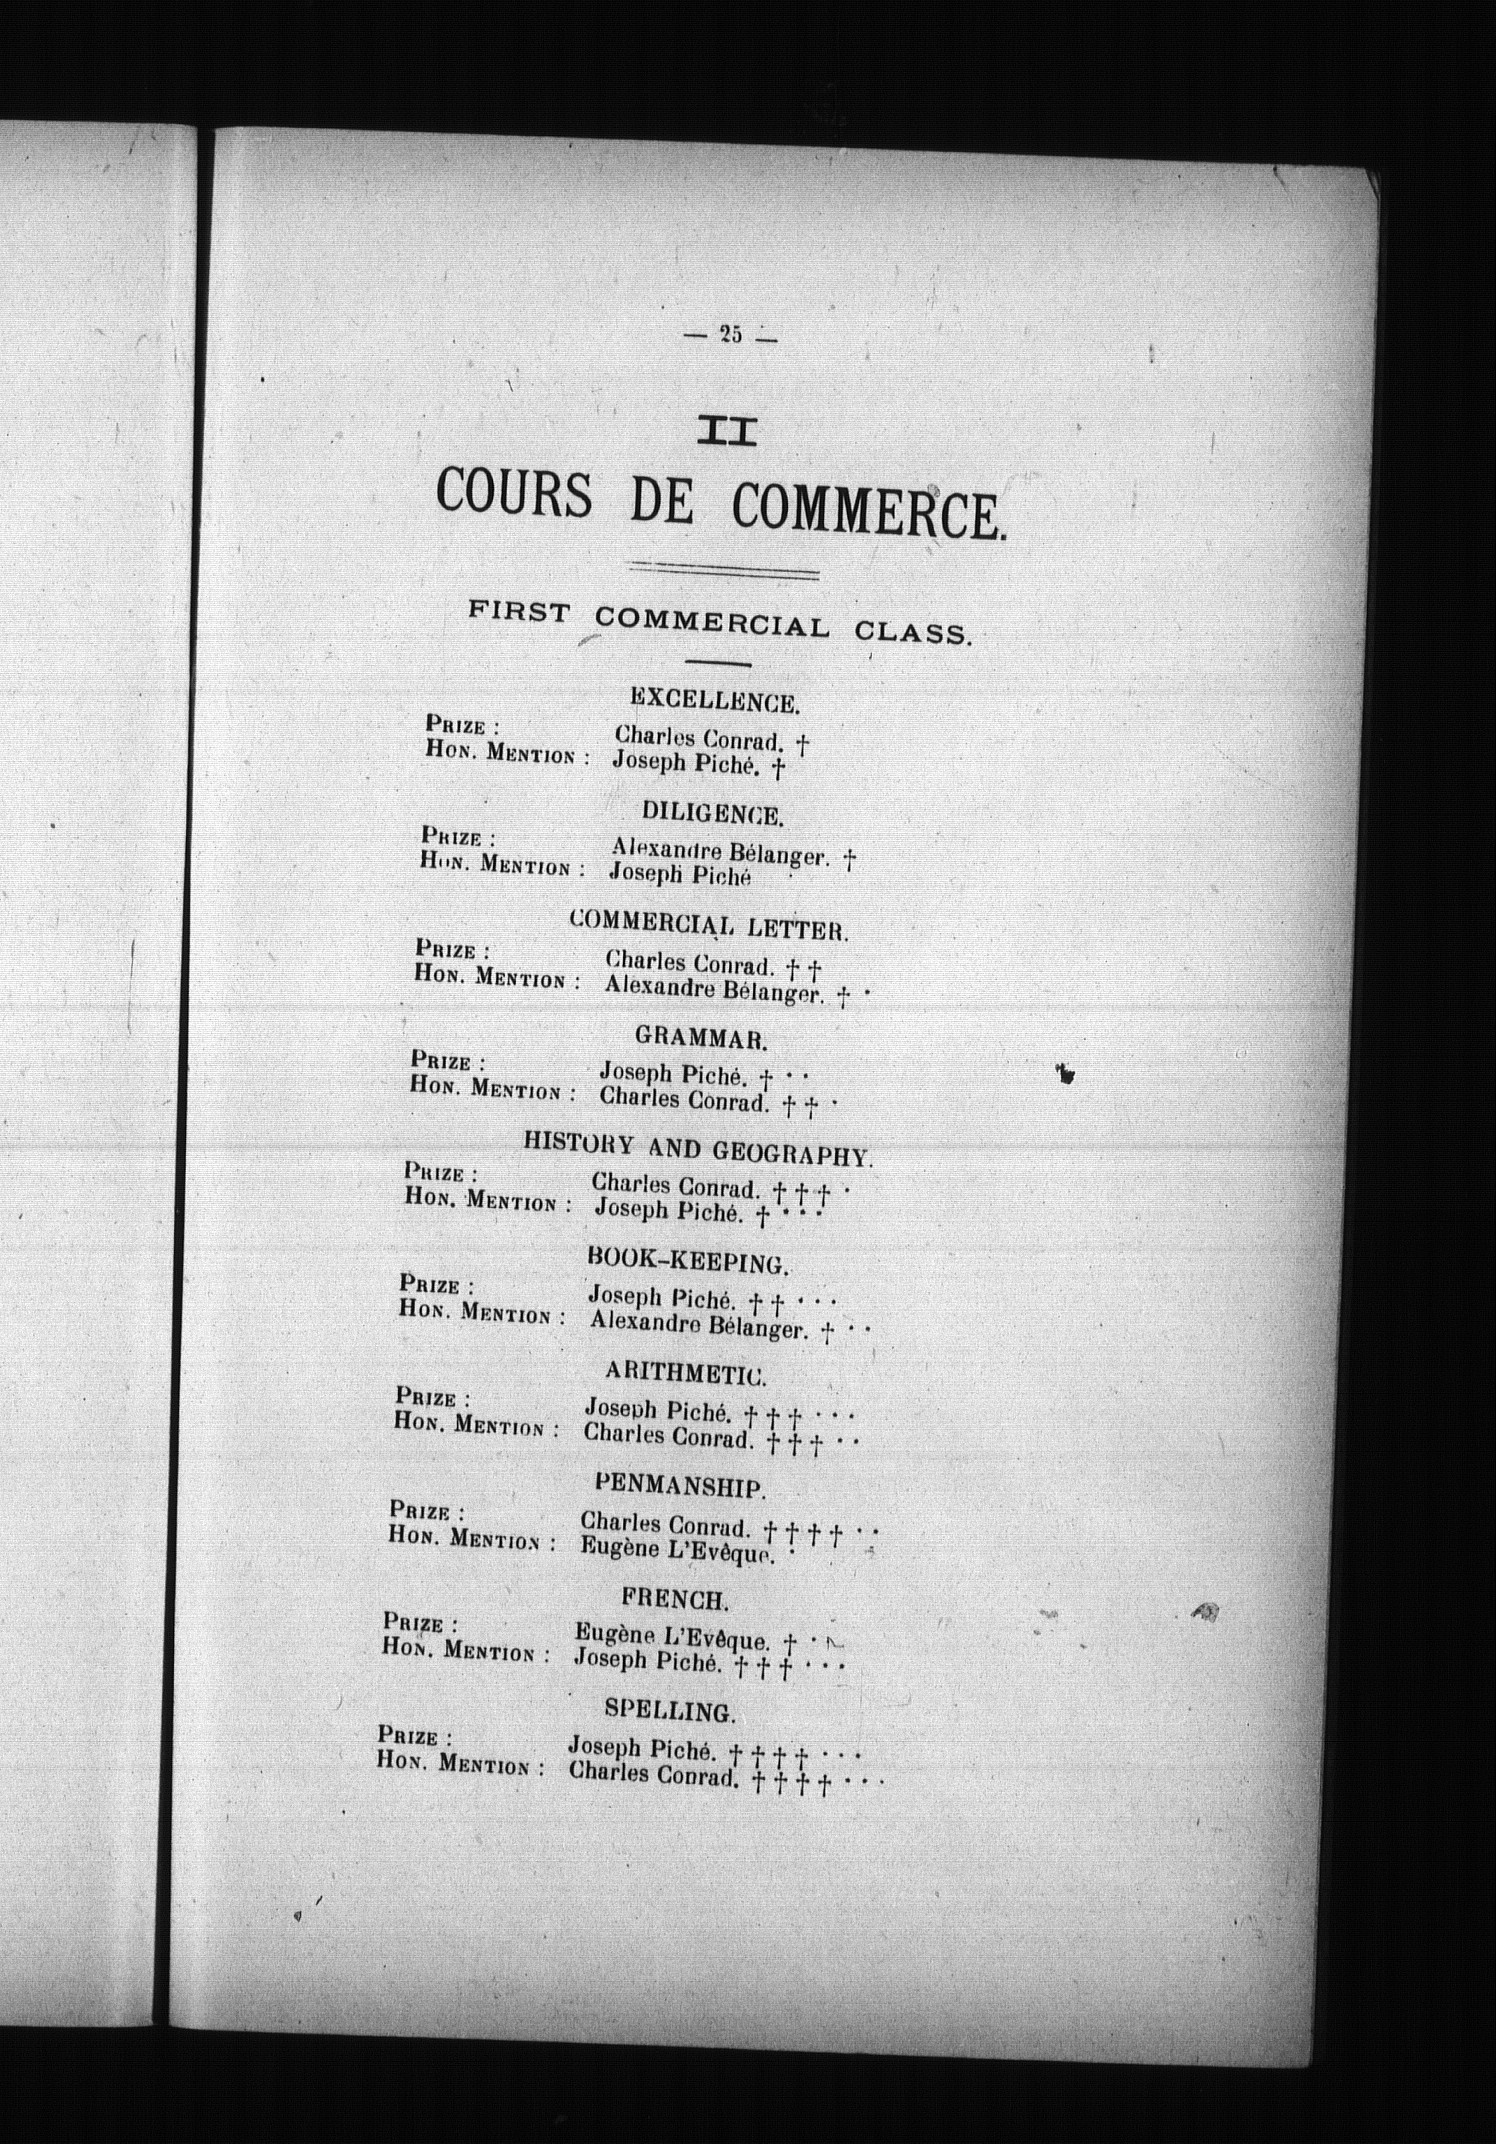 — 25 —
II
COURS DE COMMERCE.
FIRST COMMERCIAL CLASS.
EXCELLENCE.
PRIZE : Charles Conrad. †
HON. MENTION : Joseph Piché. †
DILIGENCE.
PRIZE : Alexandre Bélanger. †
HON. MENTION : Joseph Piché ·
COMMERCIAL LETTER.
PRIZE : Charles Conrad. † †
HON. MENTION : Alexandre Bélanger. † ·
GRAMMAR.
PRIZE : Joseph Piché. † · ·
HON. MENTION : Charles Conrad. † † ·
HISTORY AND GEOGRAPHY.
PRIZE : Charles Conrad. † † † ·
HON. MENTION : Joseph Piché. † · · ·
BOOK-KEEPING.
PRIZE : Joseph Piché. † † · · ·
HON. MENTION : Alexandre Bélanger. † · ·
ARITHMETIC.
PRIZE : Joseph Piché. † † † · · ·
HON. MENTION : Charles Conrad. † † † · ·
PENMANSHIP.
PRIZE : Charles Conrad. † † † † · ·
HON. MENTION : Eugène L'Evêque. ·
FRENCH.
PRIZE : Eugène L'Evêque. † ·
HON. MENTION : Joseph Piché. † † † · · ·
SPELLING.
PRIZE : Joseph Piché. † † † † · · ·
HON. MENTION : Charles Conrad. † † † † · · ·